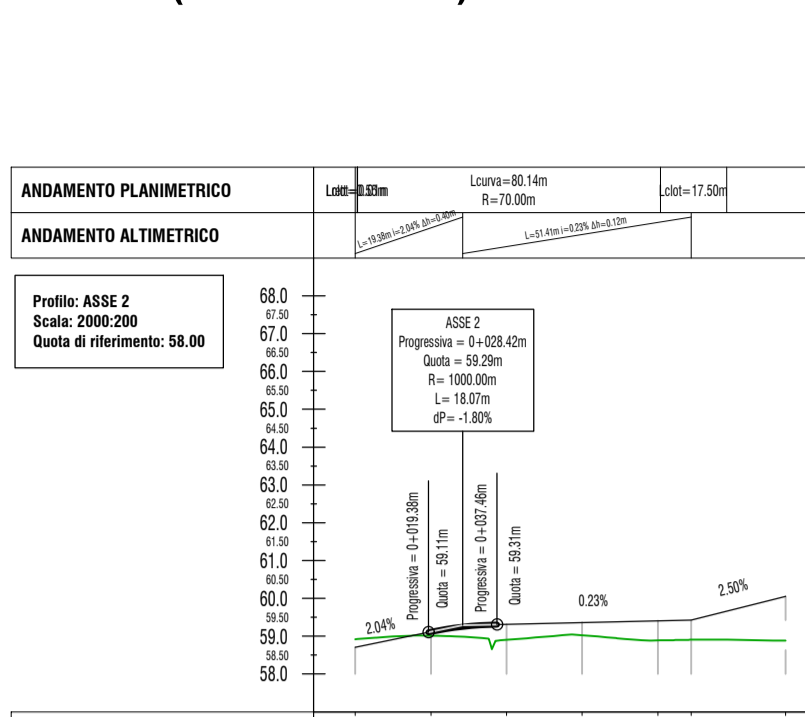 ANDAMENTO PLANIMETRICO
Lcurva=80.14m
R=70.00m
Lclot=17.50m
ANDAMENTO ALTIMETRICO
L=19.38m i=2.04% Δh=0.40m
L=51.41m i=0.23% Δh=0.12m
Profilo: ASSE 2
Scala: 2000:200
Quota di riferimento: 58.00
68.0
67.50
67.0
66.50
66.0
65.50
65.0
64.50
64.0
63.50
63.0
62.50
62.0
61.50
61.0
60.50
60.0
59.50
59.0
58.50
58.0
ASSE 2
Progressiva = 0+028.42m
Quota = 59.29m
R= 1000.00m
L= 18.07m
dP= -1.80%
Progressiva = 0+019.38m
Quota = 59.11m
Progressiva = 0+037.46m
Quota = 59.31m
2.04%
0.23%
2.50%